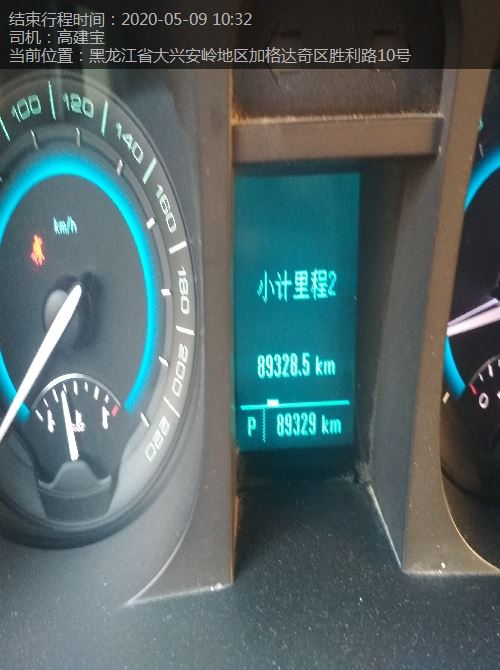 结束行程时间：2020-05-09 10:32
司机：高建宝
当前位置：黑龙江省大兴安岭地区加格达奇区胜利路10号
100
120
140
160
180
200
220
km/h
小计里程2
89328.5 km
P 89329 km
0